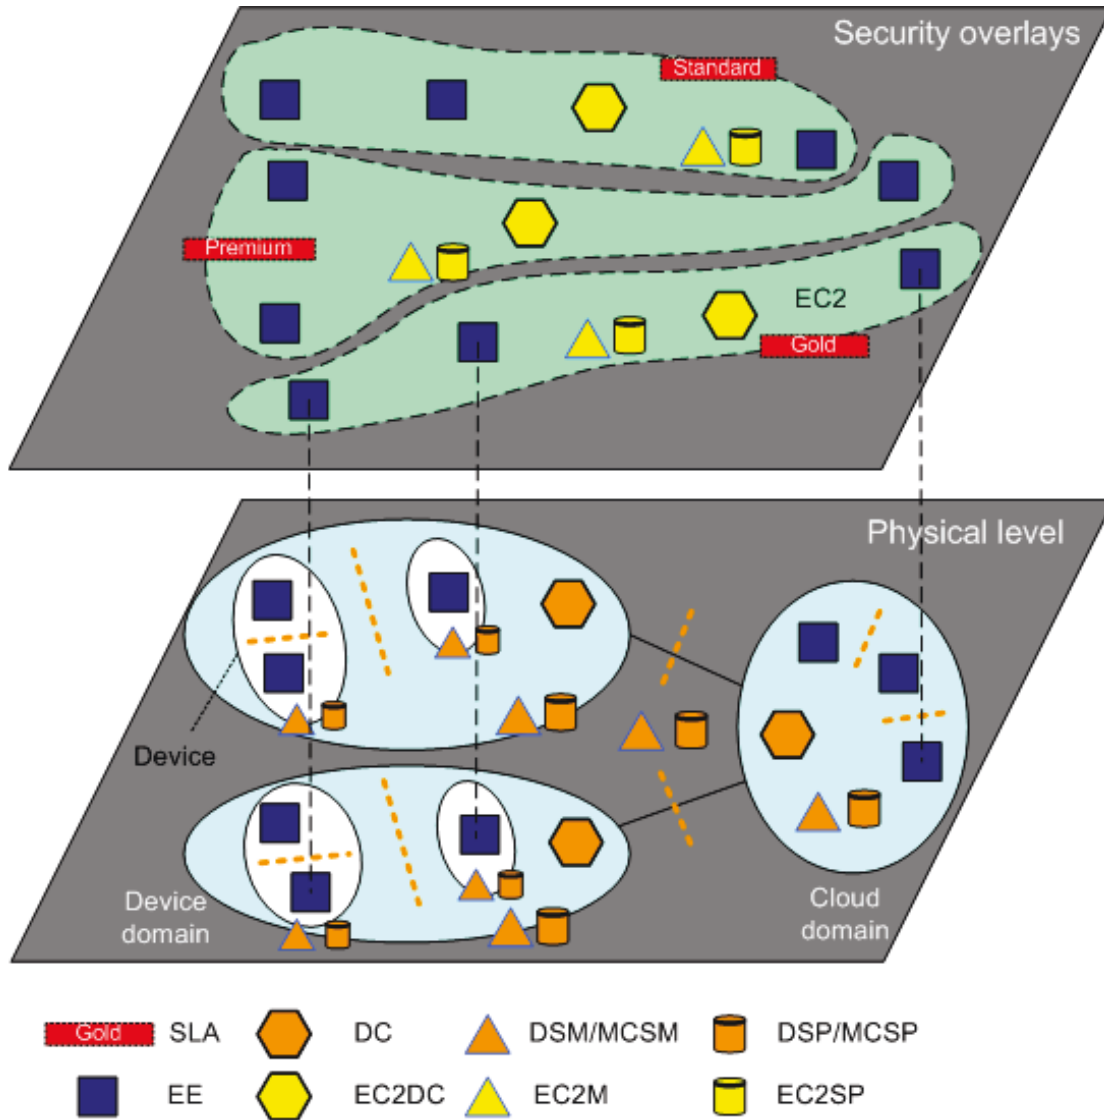 Security overlays
Standard
Premium
EC2
Gold
Physical level
Device
Device
domain
Cloud
domain
Gold SLA DC DSM/MCSM DSP/MCSP
EE EC2DC EC2M EC2SP